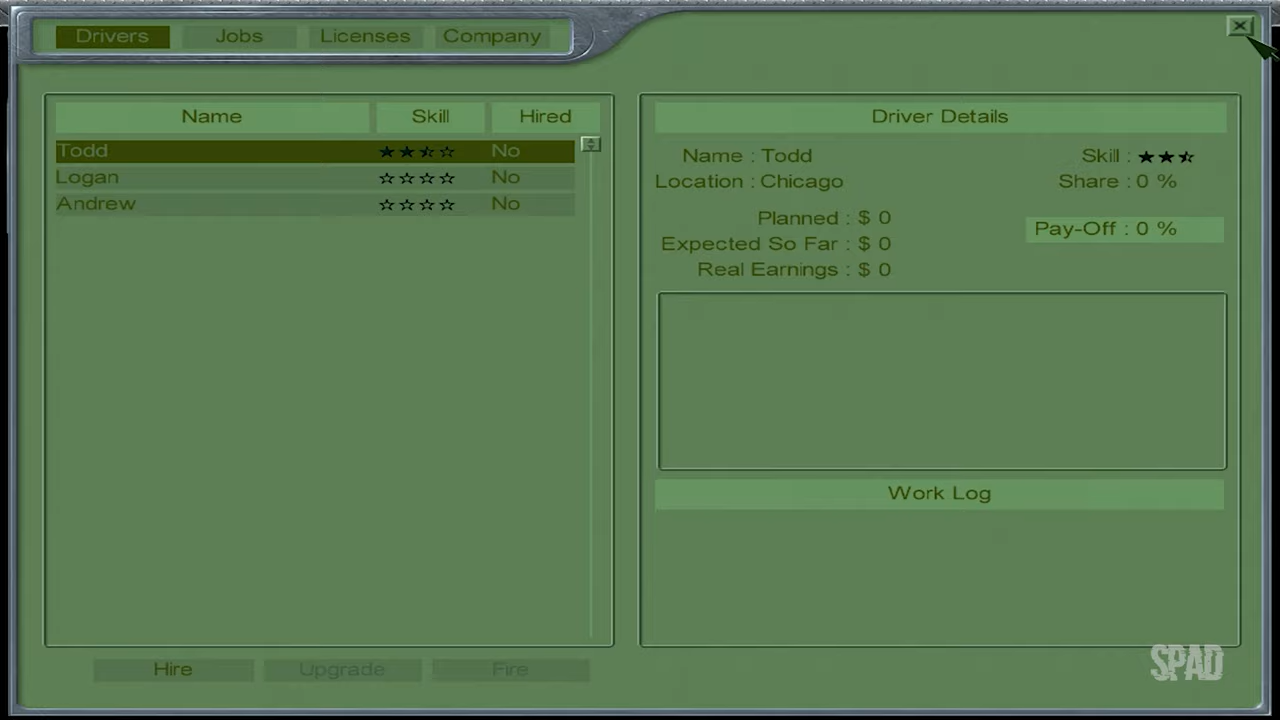 Drivers Jobs Licenses Company
Name Skill Hired
Todd ★★⯪☆ No
Logan ☆☆☆☆ No
Andrew ☆☆☆☆ No
Hire Upgrade Fire
Driver Details
Name : Todd Skill : ★★⯪
Location : Chicago Share : 0 %
Planned : $ 0
Pay-Off : 0 %
Expected So Far : $ 0
Real Earnings : $ 0
Work Log
SPAD